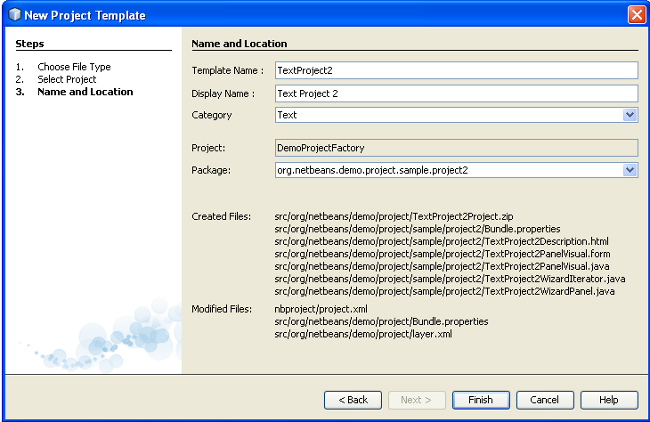 New Project Template
Steps
1. Choose File Type
2. Select Project
3. Name and Location
Name and Location
Template Name : TextProject2
Display Name : Text Project 2
Category Text
Project: DemoProjectFactory
Package: org.netbeans.demo.project.sample.project2
Created Files: src/org/netbeans/demo/project/TextProject2Project.zip
src/org/netbeans/demo/project/sample/project2/Bundle.properties
src/org/netbeans/demo/project/sample/project2/TextProject2Description.html
src/org/netbeans/demo/project/sample/project2/TextProject2PanelVisual.form
src/org/netbeans/demo/project/sample/project2/TextProject2PanelVisual.java
src/org/netbeans/demo/project/sample/project2/TextProject2WizardIterator.java
src/org/netbeans/demo/project/sample/project2/TextProject2WizardPanel.java
Modified Files: nbproject/project.xml
src/org/netbeans/demo/project/Bundle.properties
src/org/netbeans/demo/project/layer.xml
< Back Next > Finish Cancel Help